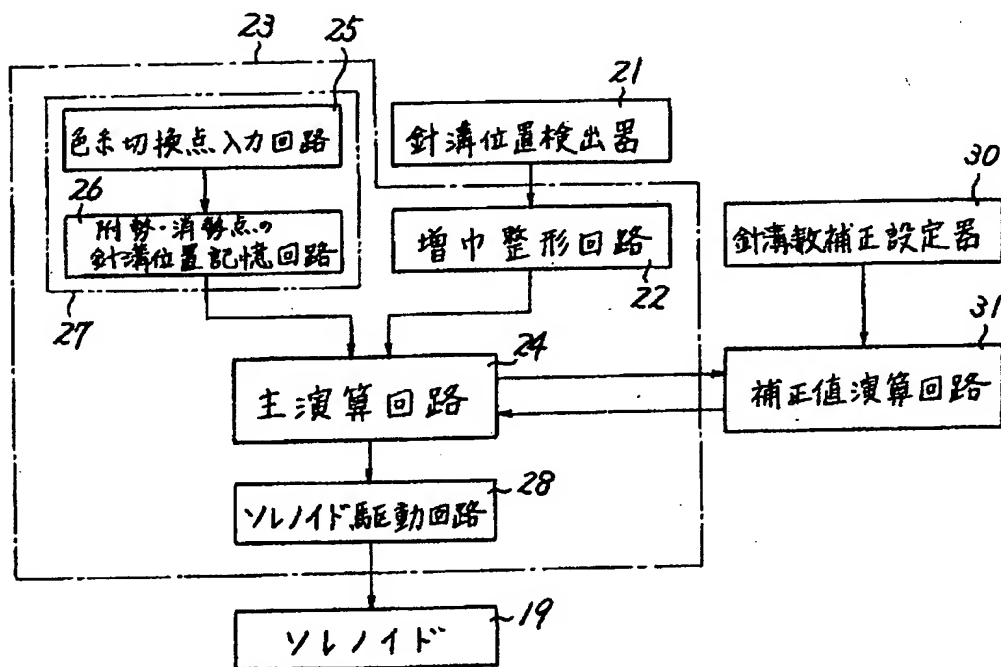 23
25
色糸切換点入力回路
21
針溝位置検出器
26
附勢・消勢点の
針溝位置記憶回路
27
増巾整形回路
22
30
針溝数補正設定器
31
補正値演算回路
24
主演算回路
28
ソレノイド駆動回路
19
ソレノイド